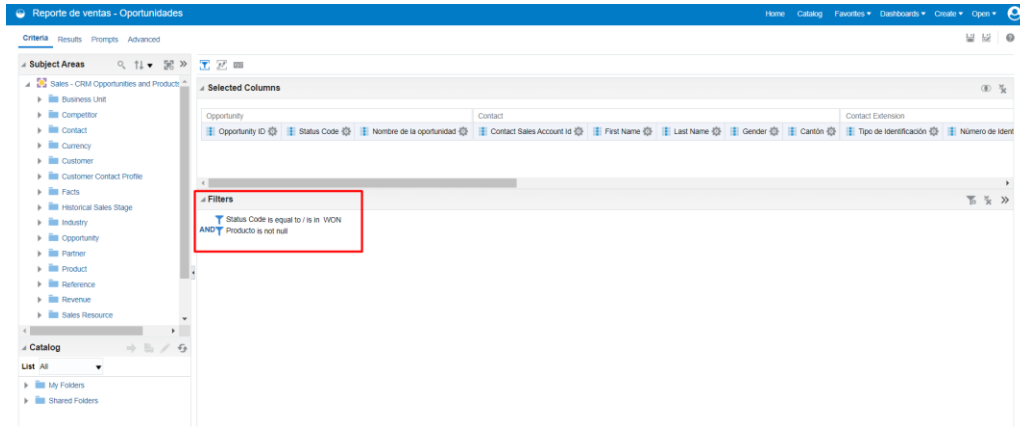 Reporte de ventas - Oportunidades
Home Catalog Favorites Dashboards Create Open
Criteria Results Prompts Advanced
Subject Areas
Sales - CRM Opportunities and Products
Business Unit
Competitor
Contact
Currency
Customer
Customer Contact Profile
Facts
Historical Sales Stage
Industry
Opportunity
Partner
Product
Reference
Revenue
Sales Resource
Catalog
List All
My Folders
Shared Folders
Selected Columns
Opportunity Contact Contact Extension
Opportunity ID Status Code Nombre de la oportunidad Contact Sales Account Id First Name Last Name Gender Cantón Tipo de Identificación Número de Ident
Filters
Status Code is equal to / is in WON
AND Producto is not null